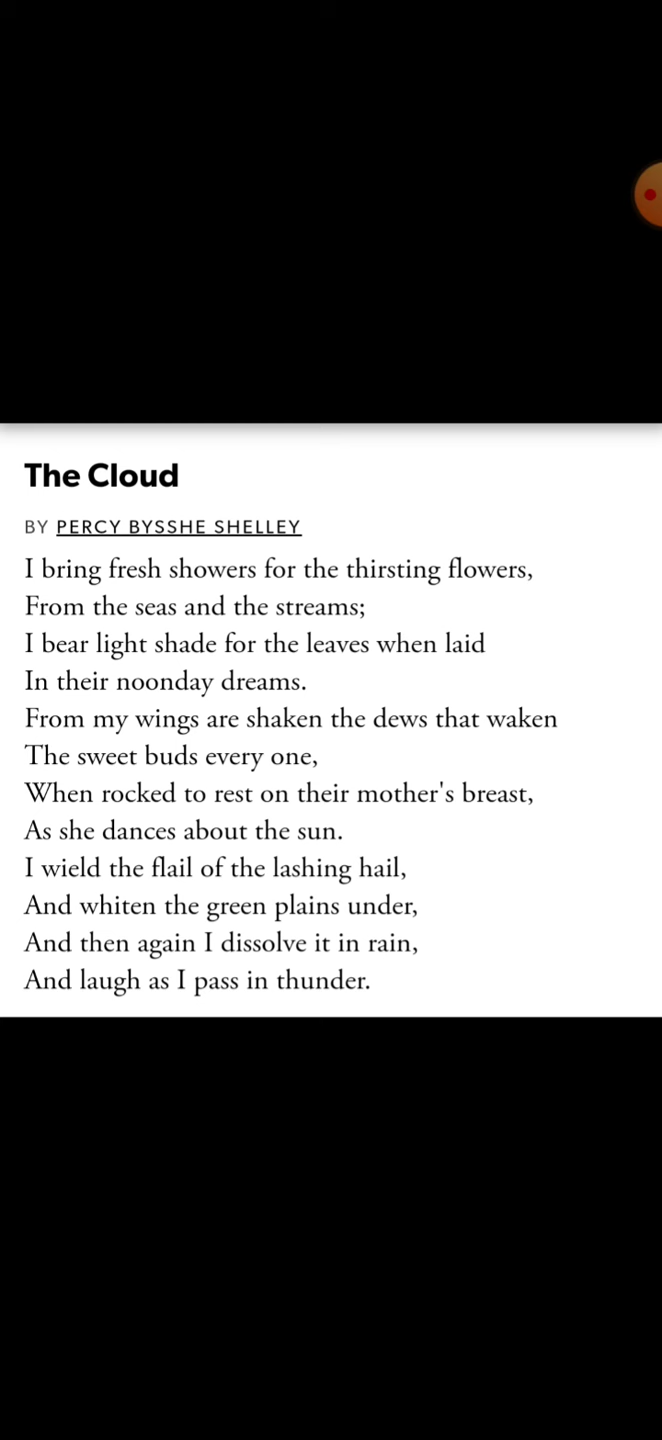 The Cloud
BY PERCY BYSSHE SHELLEY
I bring fresh showers for the thirsting flowers,
From the seas and the streams;
I bear light shade for the leaves when laid
In their noonday dreams.
From my wings are shaken the dews that waken
The sweet buds every one,
When rocked to rest on their mother's breast,
As she dances about the sun.
I wield the flail of the lashing hail,
And whiten the green plains under,
And then again I dissolve it in rain,
And laugh as I pass in thunder.